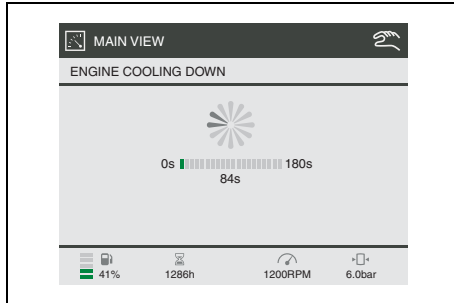 MAIN VIEW
ENGINE COOLING DOWN
0s 180s
84s
41% 1286h 1200RPM 6.0bar